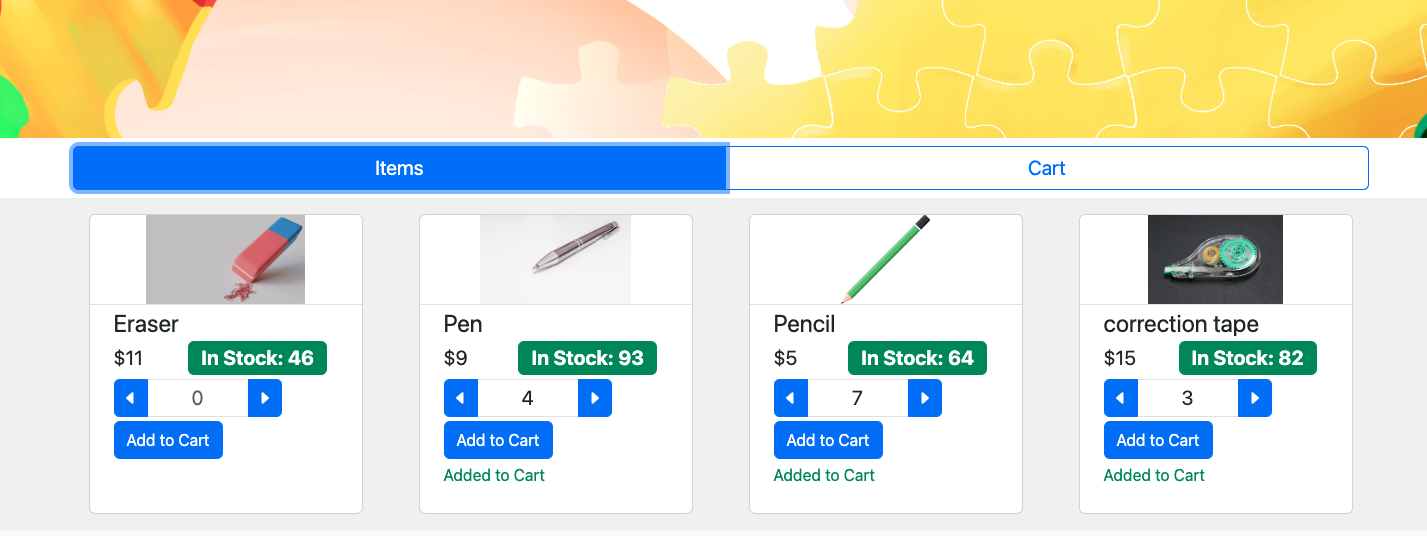 Items
Cart
Eraser
$11
In Stock: 46
0
Add to Cart
Pen
$9
In Stock: 93
4
Add to Cart
Added to Cart
Pencil
$5
In Stock: 64
7
Add to Cart
Added to Cart
correction tape
$15
In Stock: 82
3
Add to Cart
Added to Cart